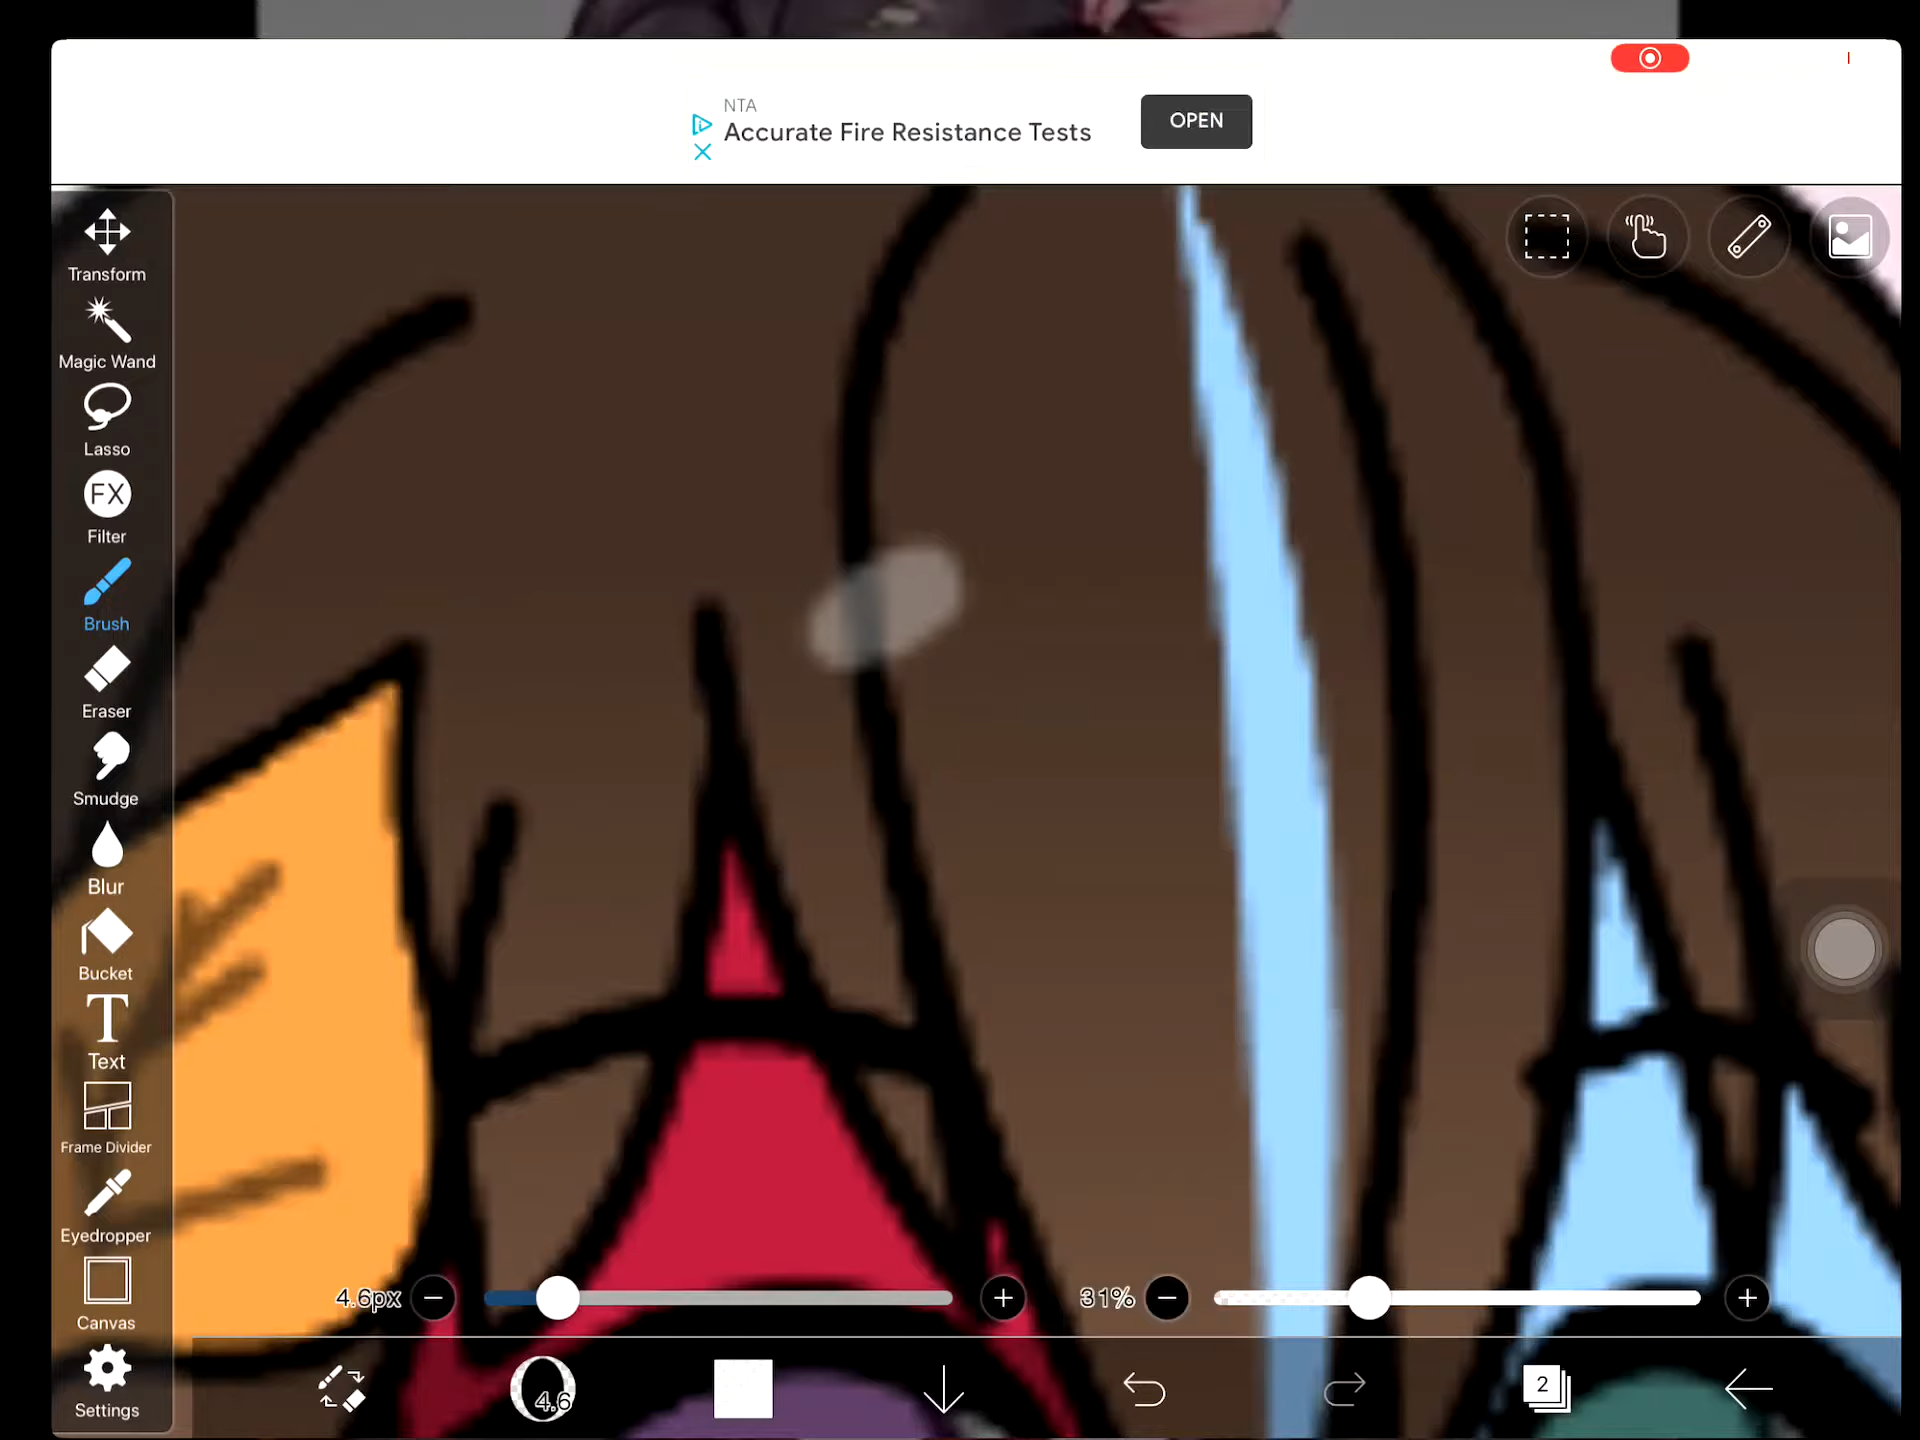 NTA
Accurate Fire Resistance Tests
OPEN
Transform
Magic Wand
Lasso
FX
Filter
Brush
Eraser
Smudge
Blur
Bucket
T
Text
Frame Divider
Eyedropper
Canvas
Settings
4.6px
31%
4.6
2